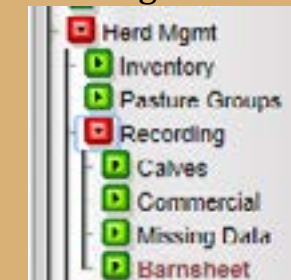 Herd Mgmt
Inventory
Pasture Groups
Recording
Calves
Commercial
Missing Data
Barnsheet